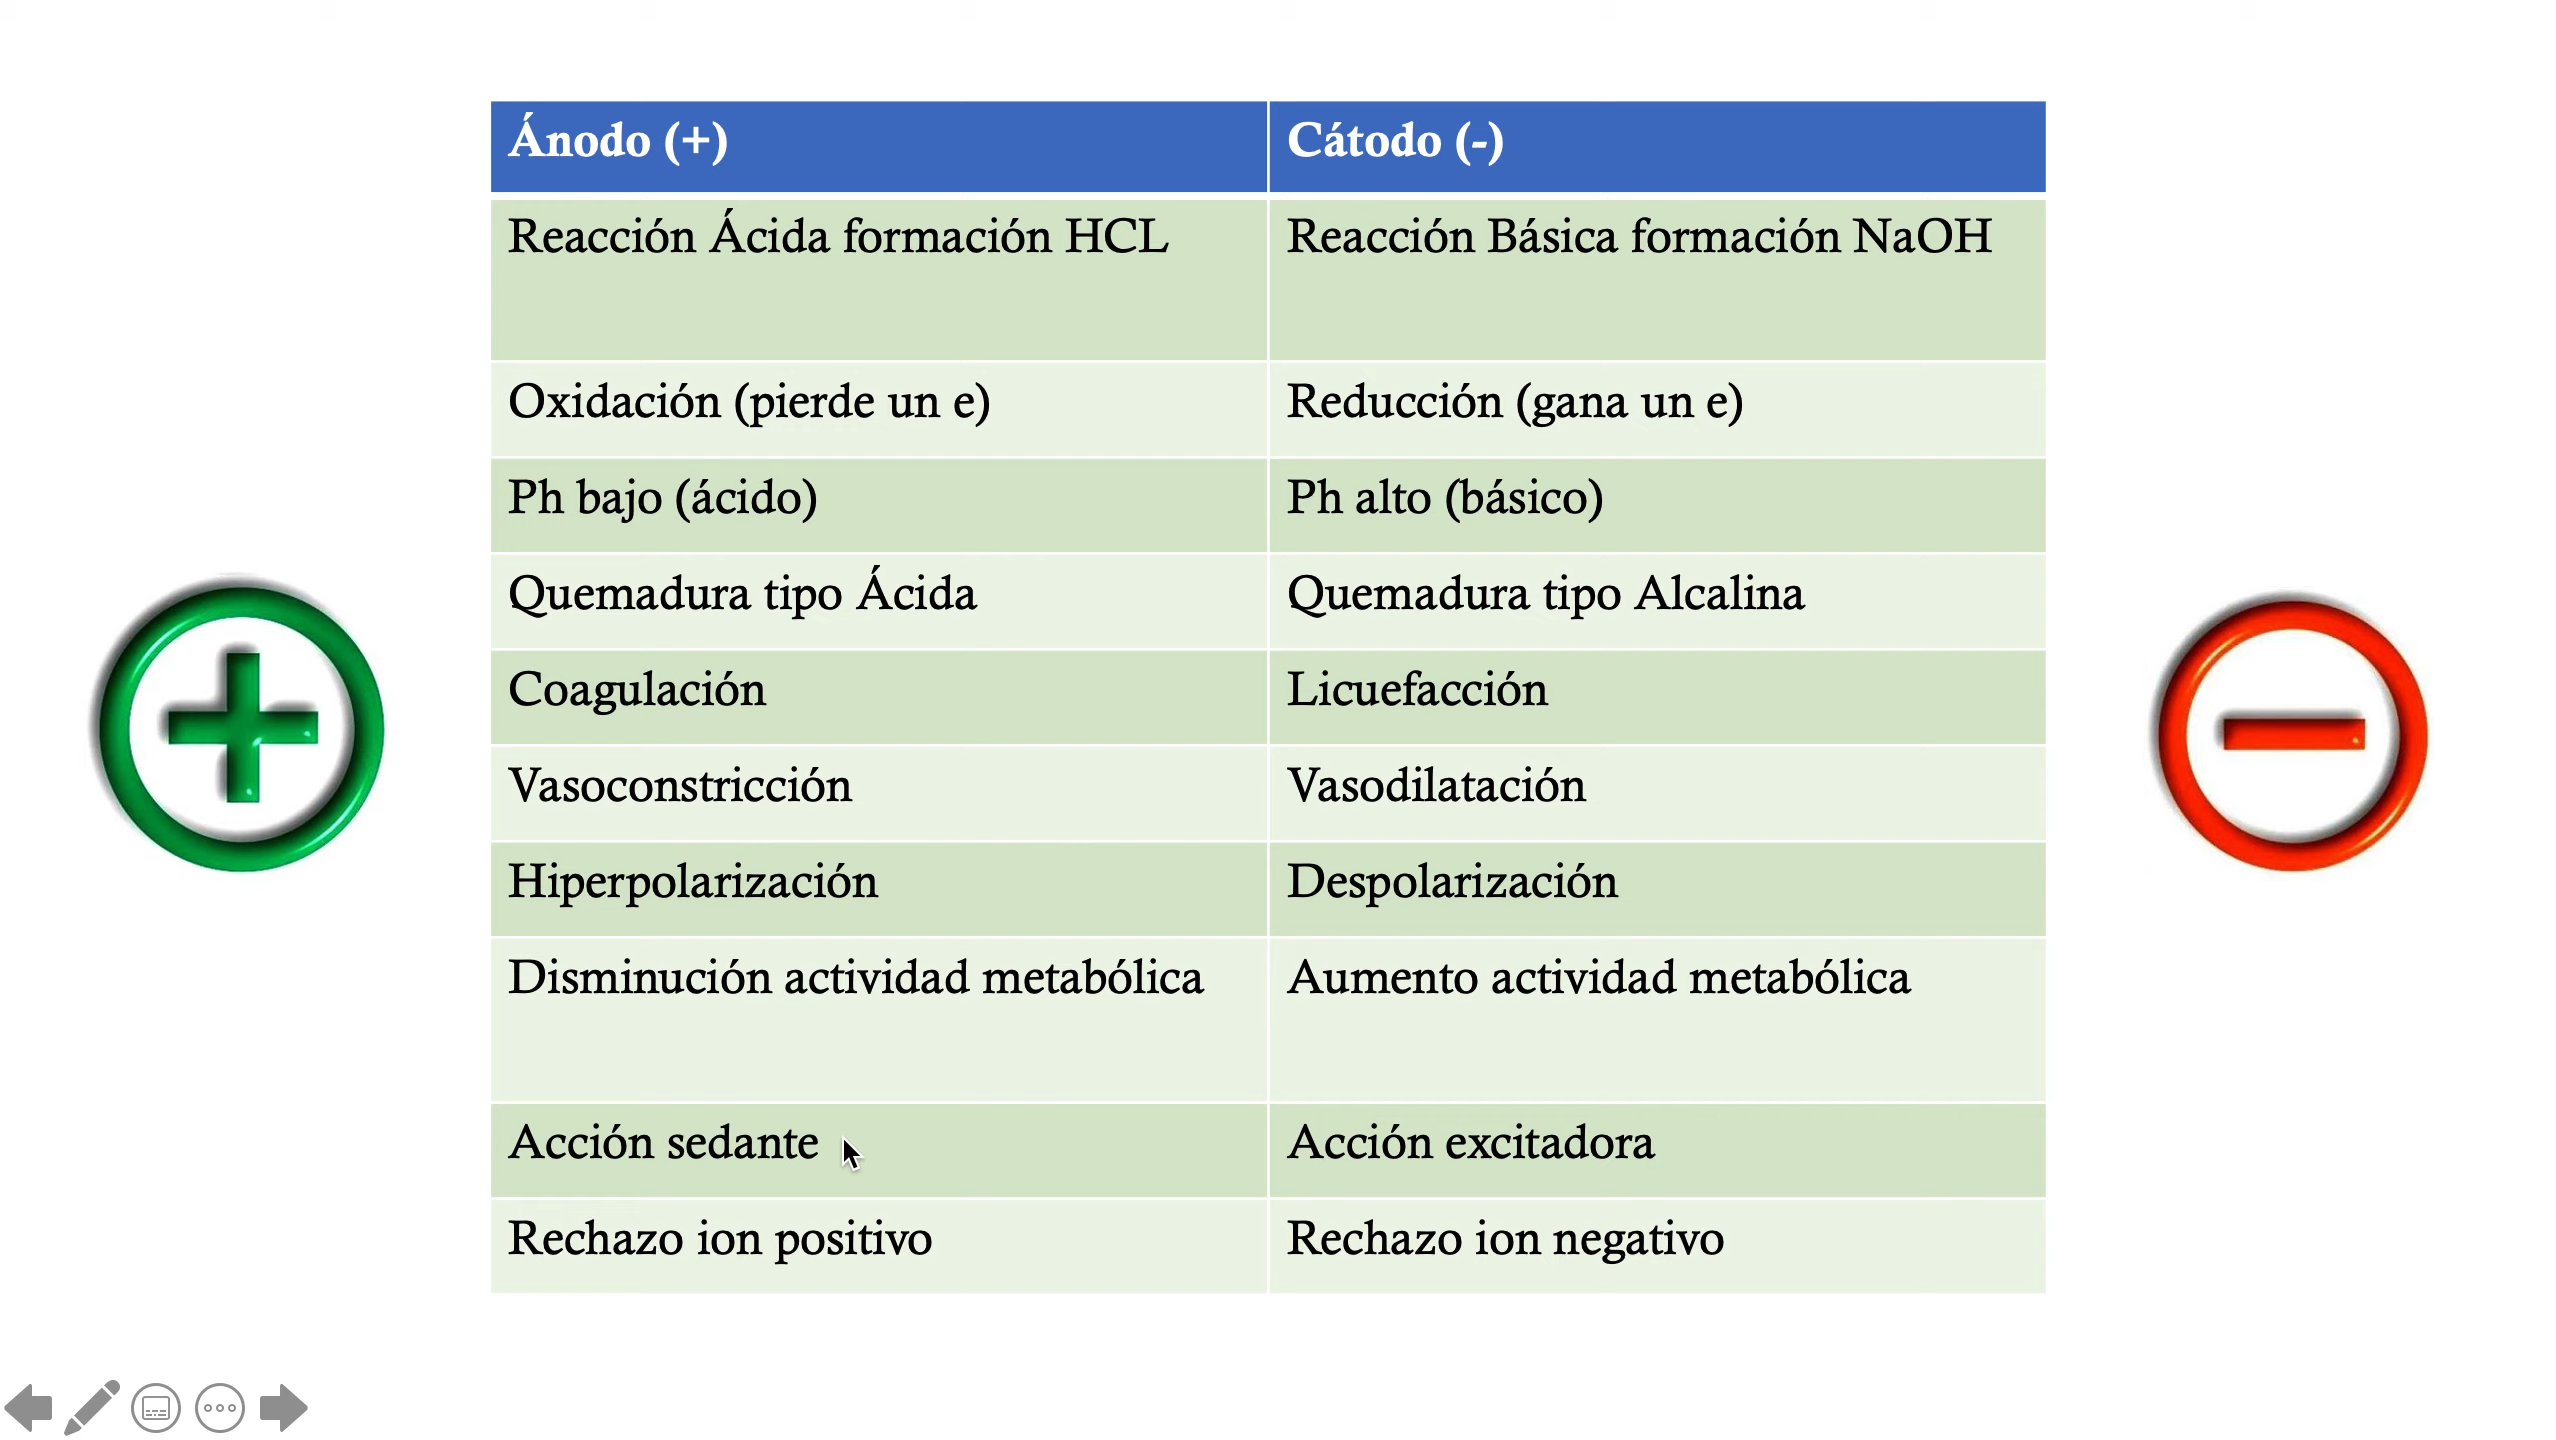 Ánodo (+) Cátodo (-)
Reacción Ácida formación HCL Reacción Básica formación NaOH
Oxidación (pierde un e) Reducción (gana un e)
Ph bajo (ácido) Ph alto (básico)
Quemadura tipo Ácida Quemadura tipo Alcalina
Coagulación Licuefacción
Vasoconstricción Vasodilatación
Hiperpolarización Despolarización
Disminución actividad metabólica Aumento actividad metabólica
Acción sedante Acción excitadora
Rechazo ion positivo Rechazo ion negativo